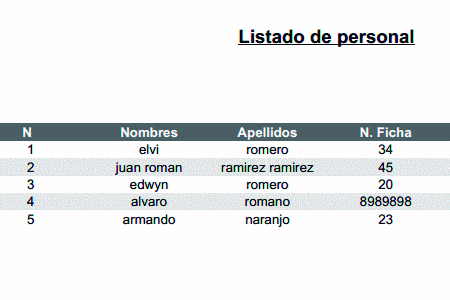 Listado de personal
N Nombres Apellidos N. Ficha
1 elvi romero 34
2 juan roman ramirez ramirez 45
3 edwyn romero 20
4 alvaro romano 8989898
5 armando naranjo 23